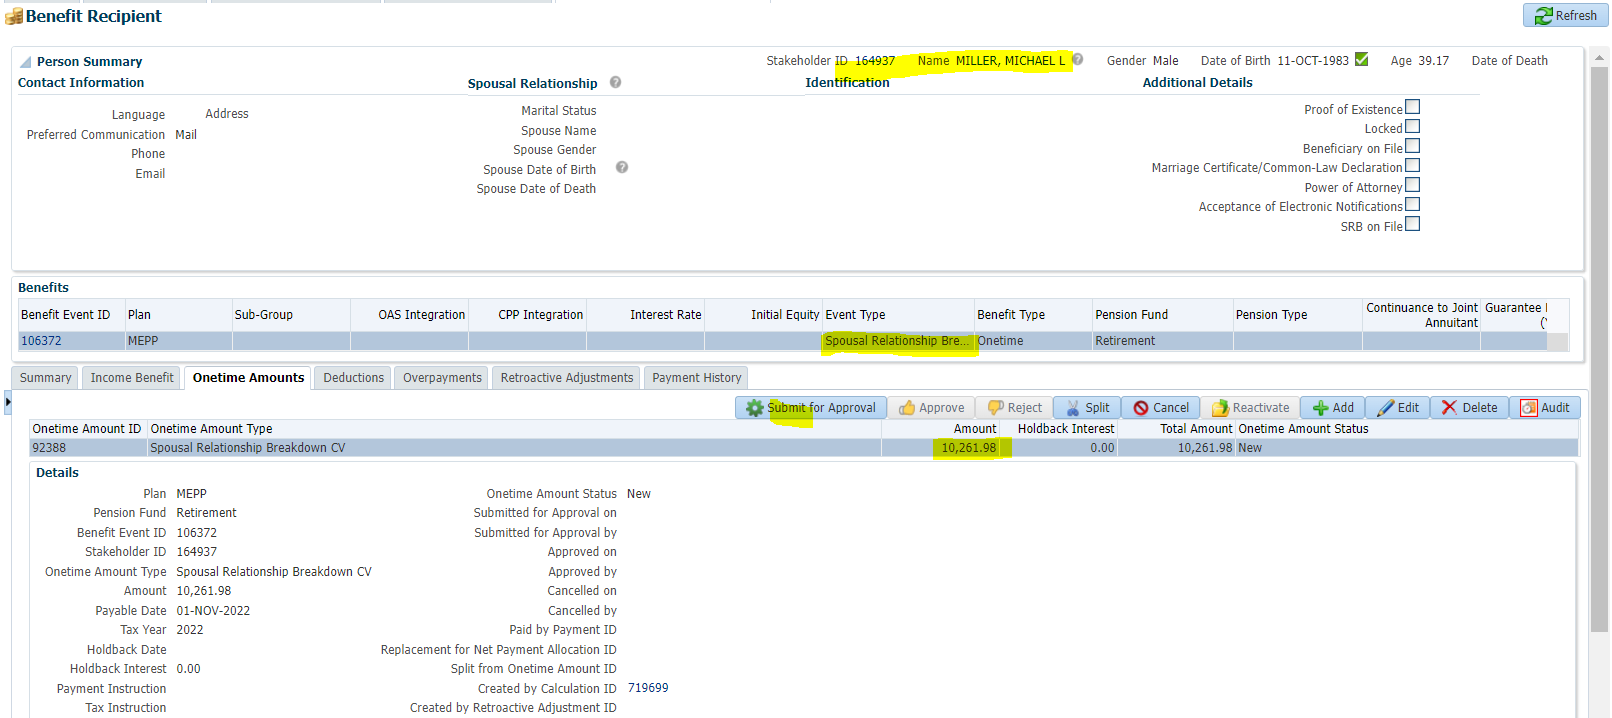 Benefit Recipient
Refresh
Person Summary
Stakeholder ID 164937 Name MILLER, MICHAEL L Gender Male Date of Birth 11-OCT-1983 Age 39.17 Date of Death
Contact Information
Language Address
Preferred Communication Mail
Phone
Email
Spousal Relationship
Marital Status
Spouse Name
Spouse Gender
Spouse Date of Birth
Spouse Date of Death
Identification
Additional Details
Proof of Existence
Locked
Beneficiary on File
Marriage Certificate/Common-Law Declaration
Power of Attorney
Acceptance of Electronic Notifications
SRB on File
Benefits
Benefit Event ID Plan Sub-Group OAS Integration CPP Integration Interest Rate Initial Equity Event Type Benefit Type Pension Fund Pension Type Continuance to Joint Annuitant Guarantee
106372 MEPP Spousal Relationship Bre... Onetime Retirement
Summary Income Benefit Onetime Amounts Deductions Overpayments Retroactive Adjustments Payment History
Submit for Approval Approve Reject Split Cancel Reactivate Add Edit Delete Audit
Onetime Amount ID Onetime Amount Type Amount Holdback Interest Total Amount Onetime Amount Status
92388 Spousal Relationship Breakdown CV 10,261.98 0.00 10,261.98 New
Details
Plan MEPP
Pension Fund Retirement
Benefit Event ID 106372
Stakeholder ID 164937
Onetime Amount Type Spousal Relationship Breakdown CV
Amount 10,261.98
Payable Date 01-NOV-2022
Tax Year 2022
Holdback Date
Holdback Interest 0.00
Payment Instruction
Tax Instruction
Onetime Amount Status New
Submitted for Approval on
Submitted for Approval by
Approved on
Approved by
Cancelled on
Cancelled by
Paid by Payment ID
Replacement for Net Payment Allocation ID
Split from Onetime Amount ID
Created by Calculation ID 719699
Created by Retroactive Adjustment ID